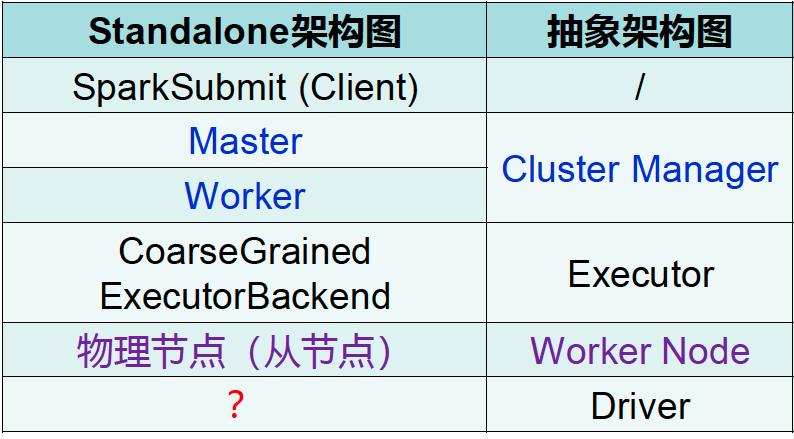 Standalone架构图 抽象架构图
SparkSubmit (Client) /
Master
Cluster Manager
Worker
CoarseGrained
ExecutorBackend
Executor
物理节点（从节点） Worker Node
？ Driver